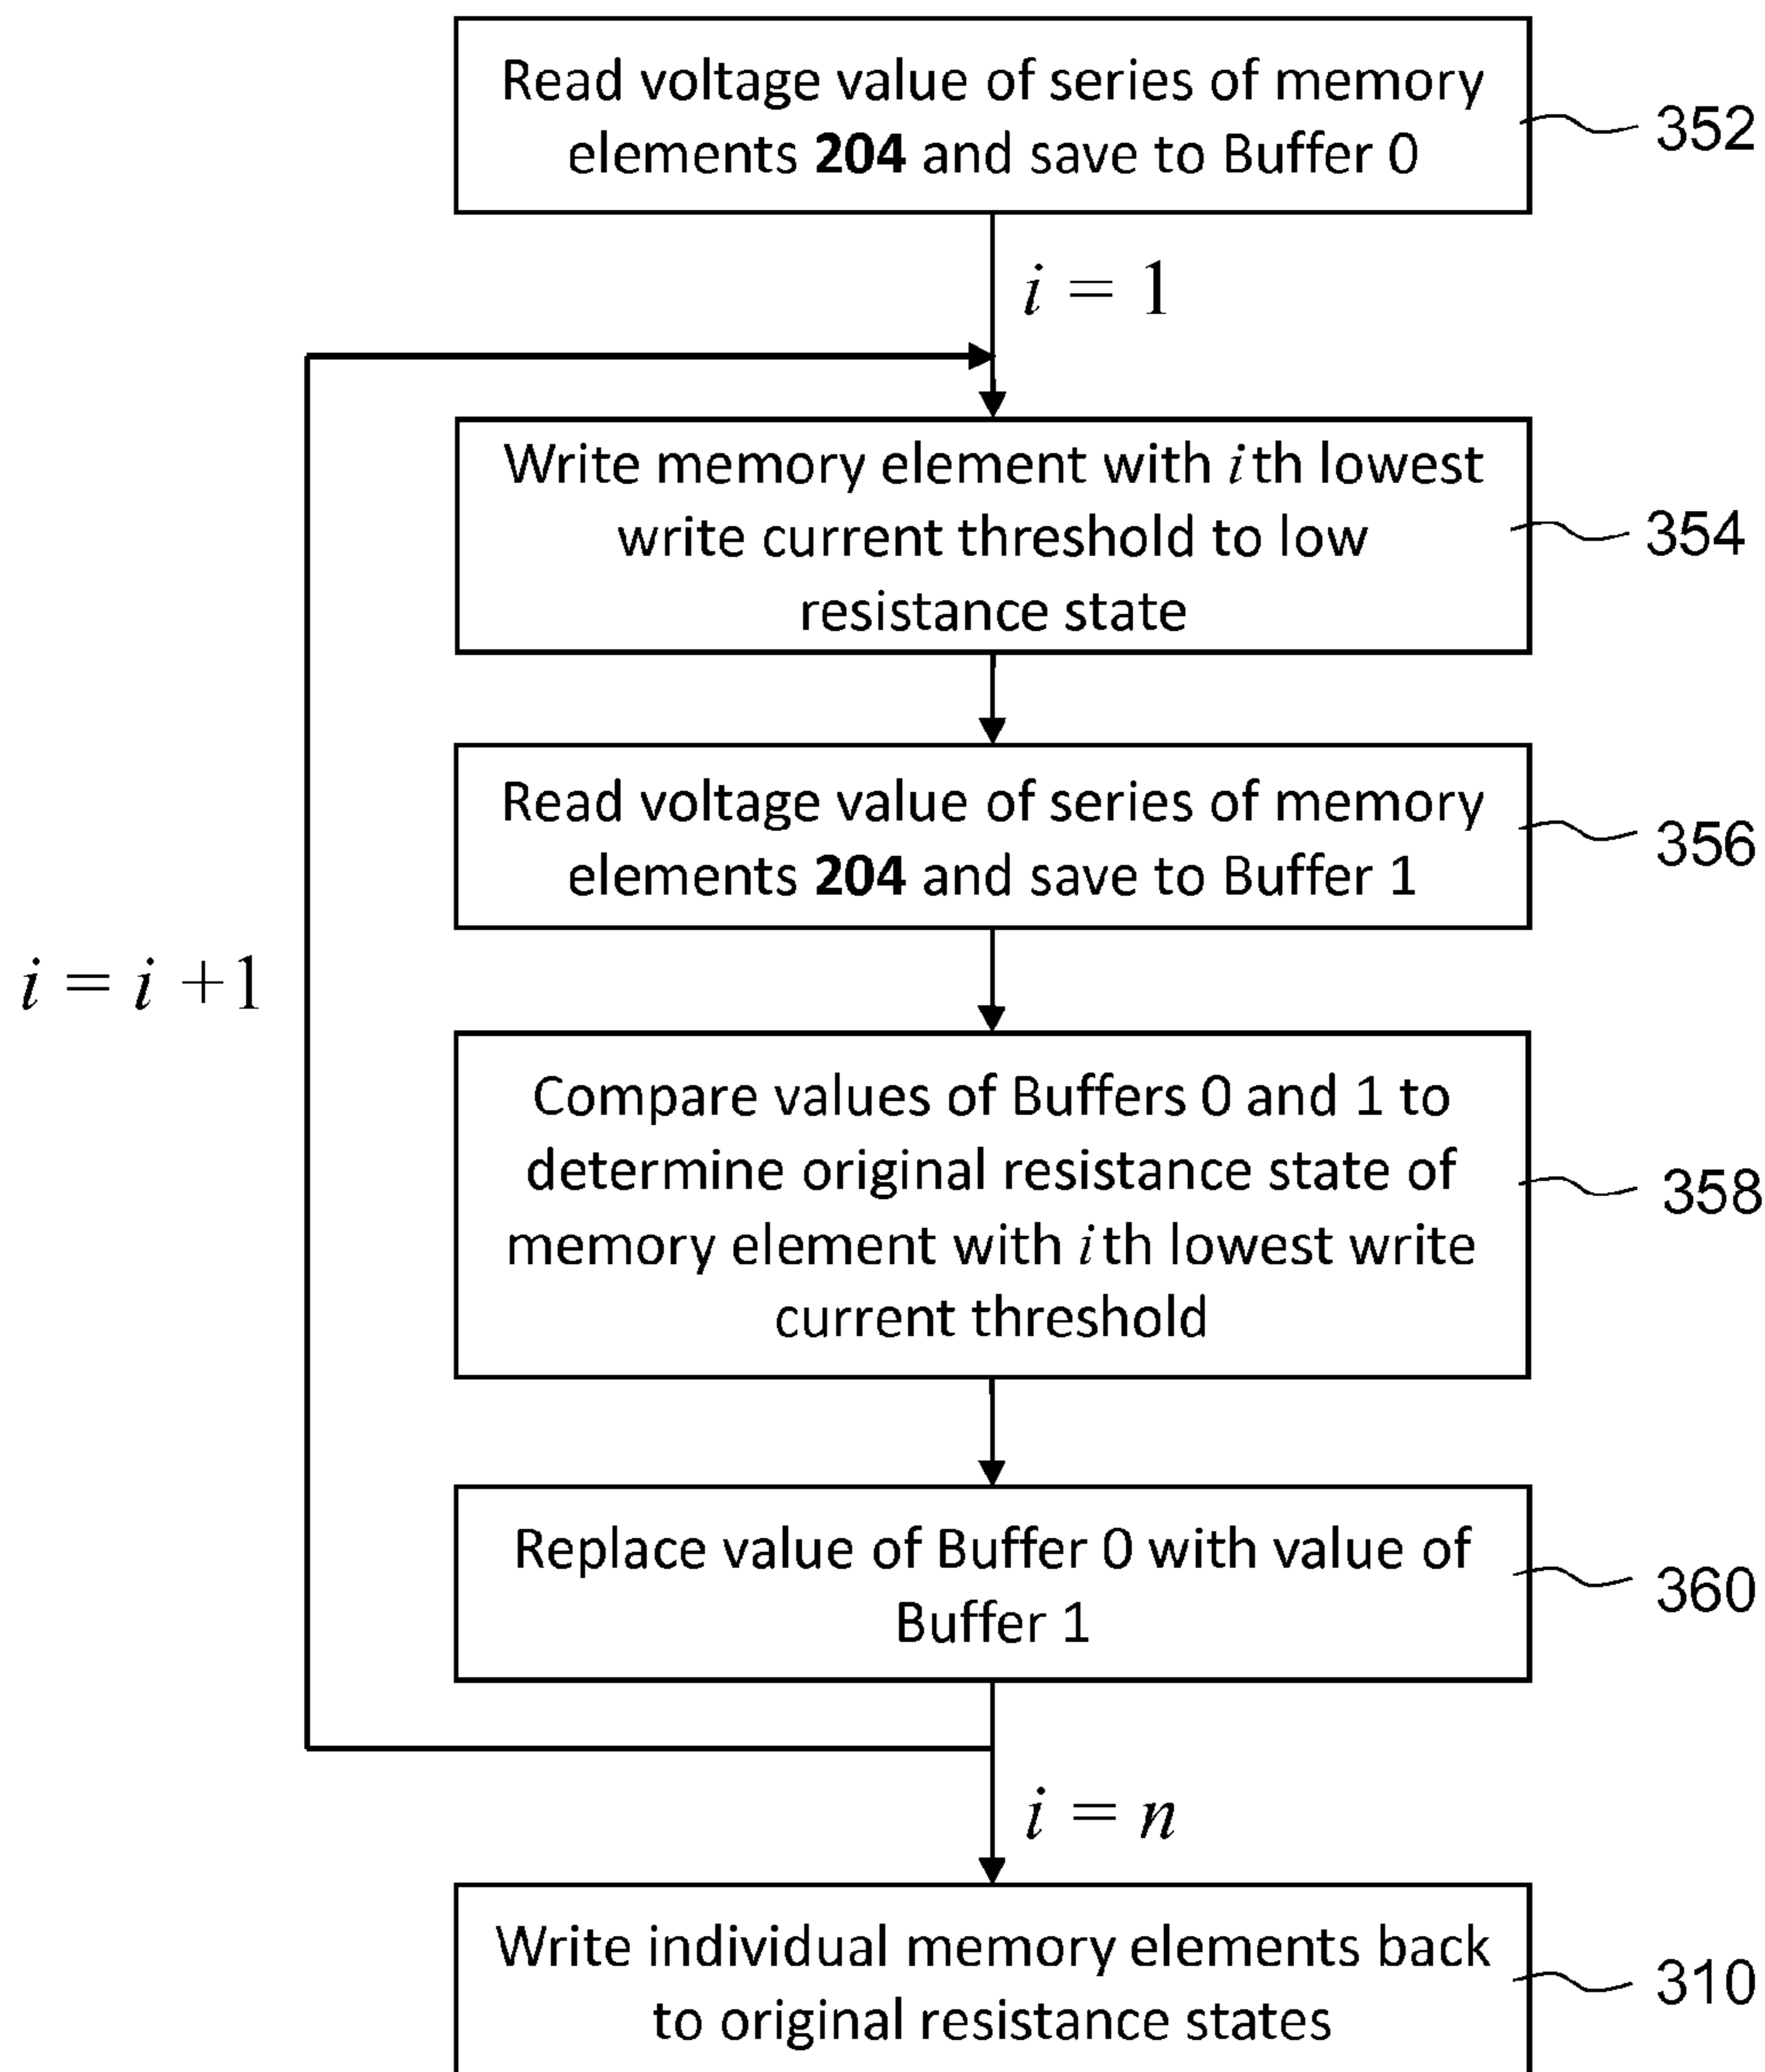 Read voltage value of series of memory
elements 204 and save to Buffer 0
352
i = 1
Write memory element with ith lowest
write current threshold to low
resistance state
354
Read voltage value of series of memory
elements 204 and save to Buffer 1
356
i = i +1
Compare values of Buffers 0 and 1 to
determine original resistance state of
memory element with ith lowest write
current threshold
358
Replace value of Buffer 0 with value of
Buffer 1
360
i = n
Write individual memory elements back
to original resistance states
310